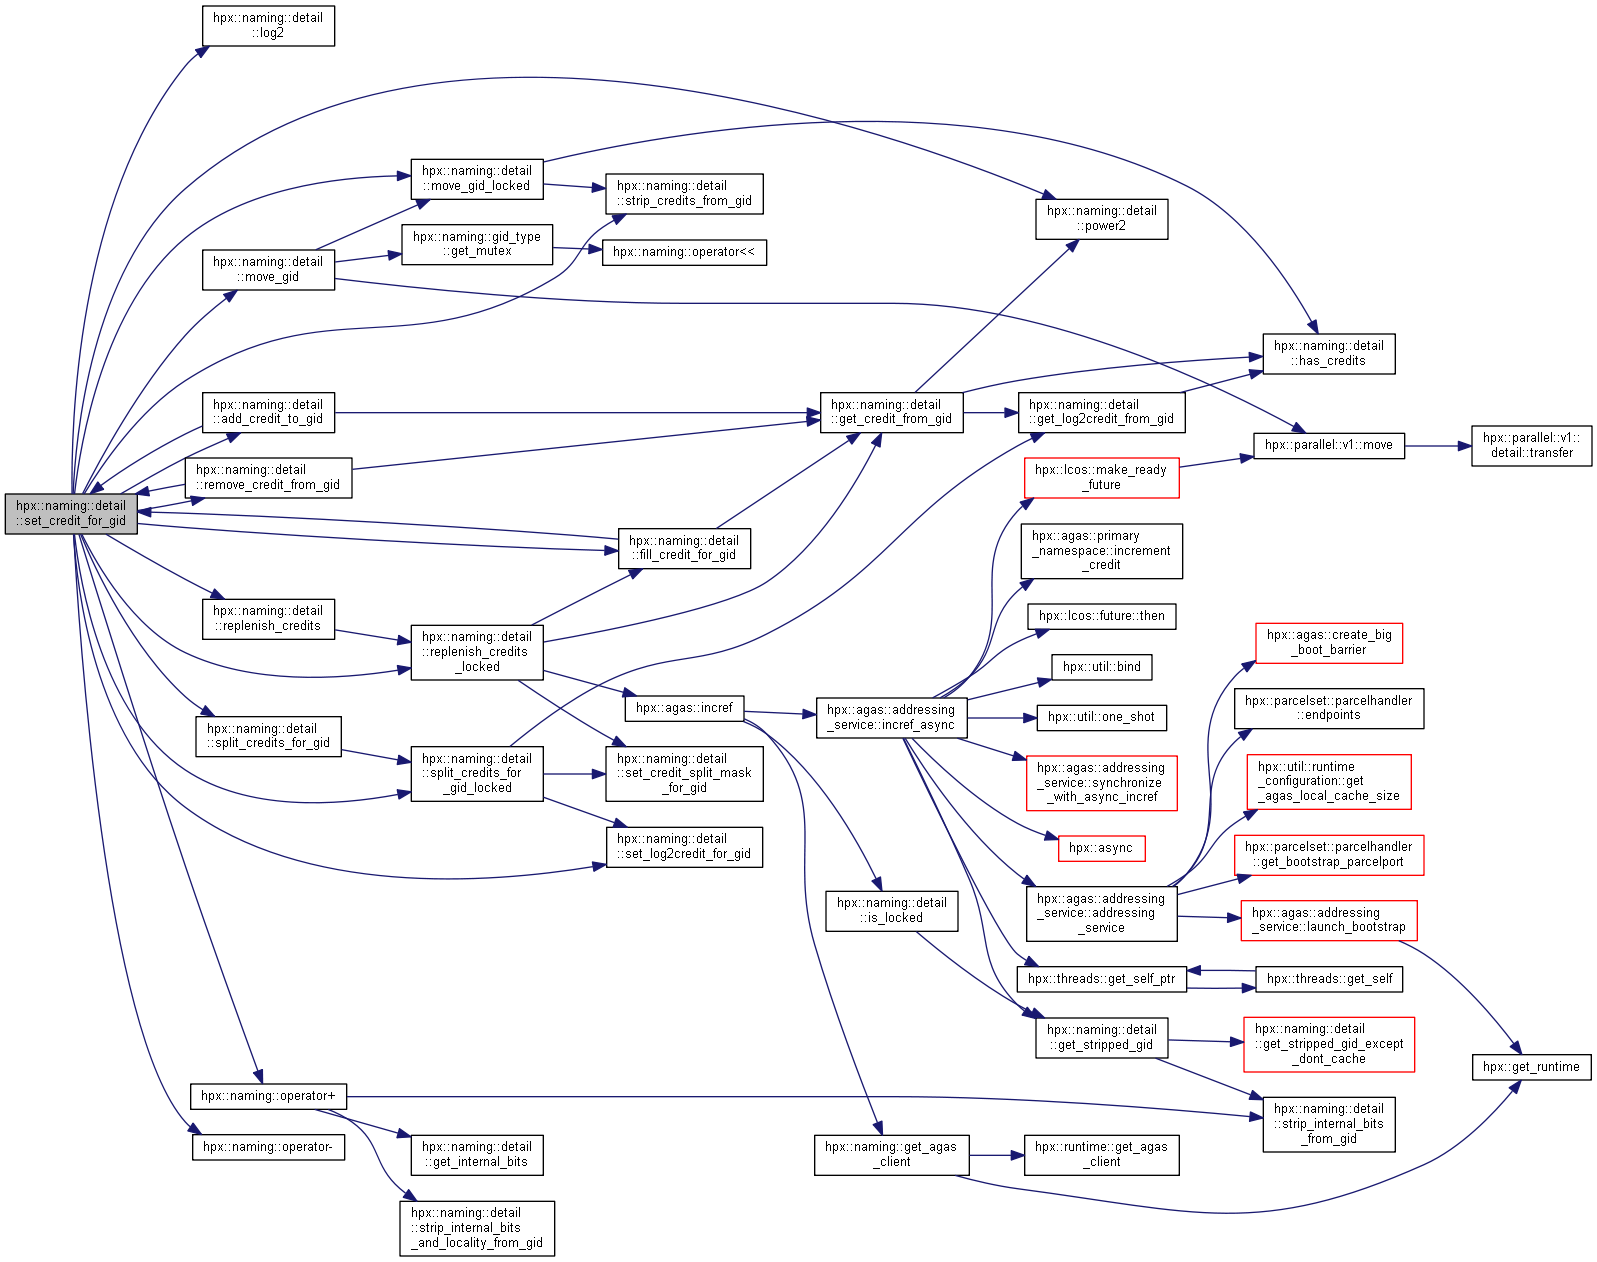 hpx::naming::detail
::log2
hpx::naming::detail
::move_gid_locked
hpx::naming::detail
::strip_credits_from_gid
hpx::naming::detail
::power2
hpx::naming::gid_type
::get_mutex
hpx::naming::operator<<
hpx::naming::detail
::move_gid
hpx::naming::detail
::has_credits
hpx::naming::detail
::add_credit_to_gid
hpx::naming::detail
::get_credit_from_gid
hpx::naming::detail
::get_log2credit_from_gid
hpx::parallel::v1::move
hpx::parallel::v1::
detail::transfer
hpx::naming::detail
::remove_credit_from_gid
hpx::lcos::make_ready
_future
hpx::naming::detail
::set_credit_for_gid
hpx::naming::detail
::fill_credit_for_gid
hpx::agas::primary
_namespace::increment
_credit
hpx::naming::detail
::replenish_credits
hpx::naming::detail
::replenish_credits
_locked
hpx::lcos::future::then
hpx::agas::create_big
_boot_barrier
hpx::util::bind
hpx::agas::incref
hpx::agas::addressing
_service::incref_async
hpx::util::one_shot
hpx::parcelset::parcelhandler
::endpoints
hpx::naming::detail
::split_credits_for_gid
hpx::naming::detail
::split_credits_for
_gid_locked
hpx::naming::detail
::set_credit_split_mask
_for_gid
hpx::agas::addressing
_service::synchronize
_with_async_incref
hpx::util::runtime
_configuration::get
_agas_local_cache_size
hpx::naming::detail
::set_log2credit_for_gid
hpx::async
hpx::parcelset::parcelhandler
::get_bootstrap_parcelport
hpx::naming::detail
::is_locked
hpx::agas::addressing
_service::addressing
_service
hpx::agas::addressing
_service::launch_bootstrap
hpx::threads::get_self_ptr
hpx::threads::get_self
hpx::naming::detail
::get_stripped_gid
hpx::naming::detail
::get_stripped_gid_except
_dont_cache
hpx::get_runtime
hpx::naming::operator+
hpx::naming::detail
::strip_internal_bits
_from_gid
hpx::naming::operator-
hpx::naming::detail
::get_internal_bits
hpx::naming::get_agas
_client
hpx::runtime::get_agas
_client
hpx::naming::detail
::strip_internal_bits
_and_locality_from_gid